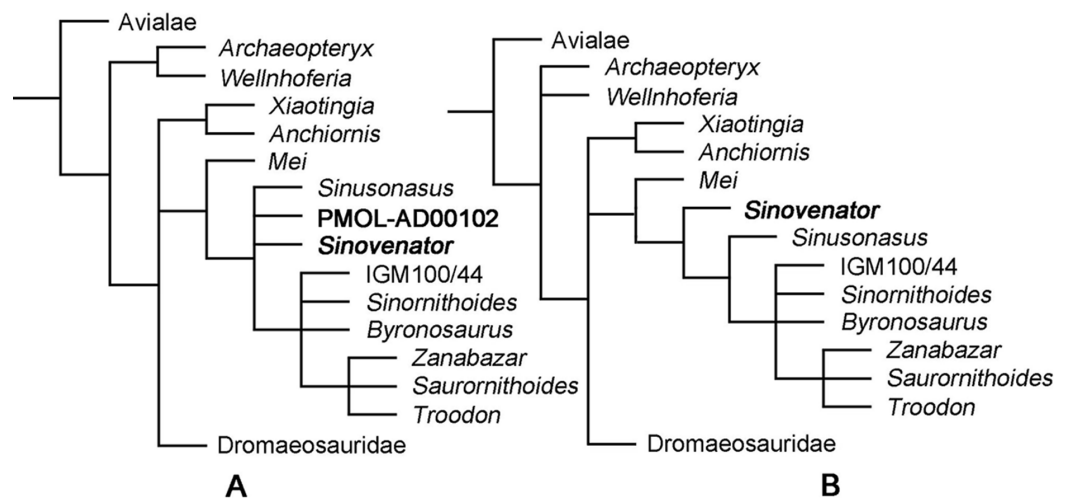 Avialae
Archaeopteryx
Wellnhoferia
Xiaotingia
Anchiornis
Mei
Sinusonasus
PMOL-AD00102
Sinovenator
IGM100/44
Sinornithoides
Byronosaurus
Zanabazar
Saurornithoides
Troodon
Dromaeosauridae
A
Avialae
Archaeopteryx
Wellnhoferia
Xiaotingia
Anchiornis
Mei
Sinovenator
Sinusonasus
IGM100/44
Sinornithoides
Byronosaurus
Zanabazar
Saurornithoides
Troodon
Dromaeosauridae
B